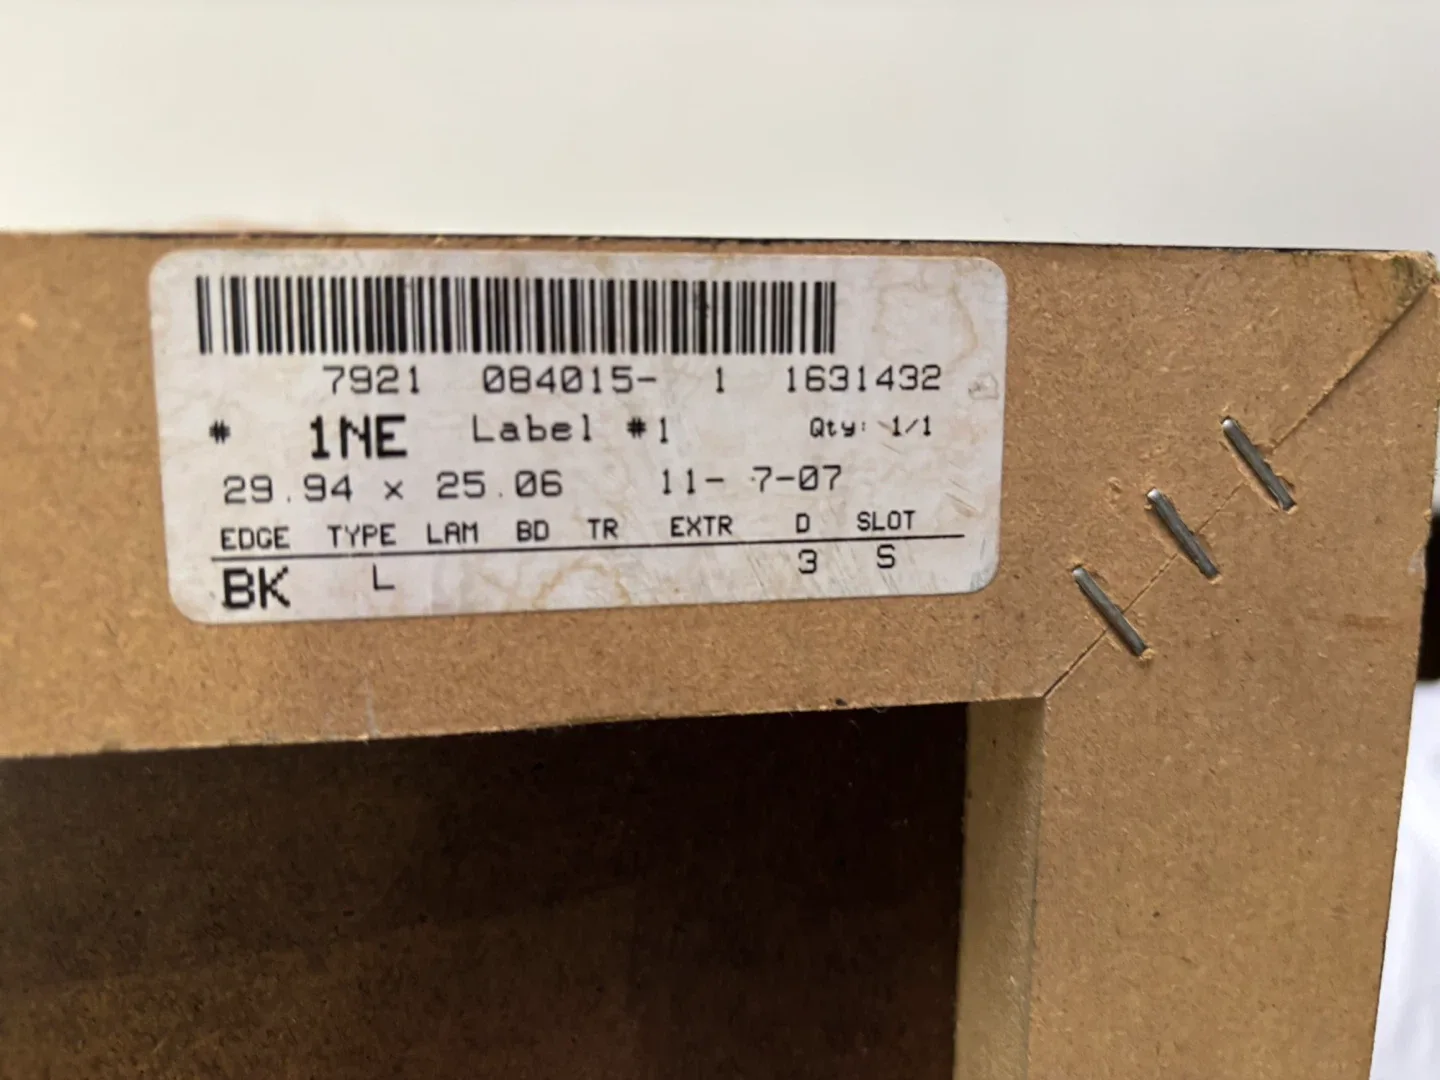 7921 084015- 1 1631432
# 1NE Label #1 Qty: 1/1
29.94 x 25.06 11- 7-07
EDGE TYPE LAM BD TR EXTR D SLOT
BK L 3 S